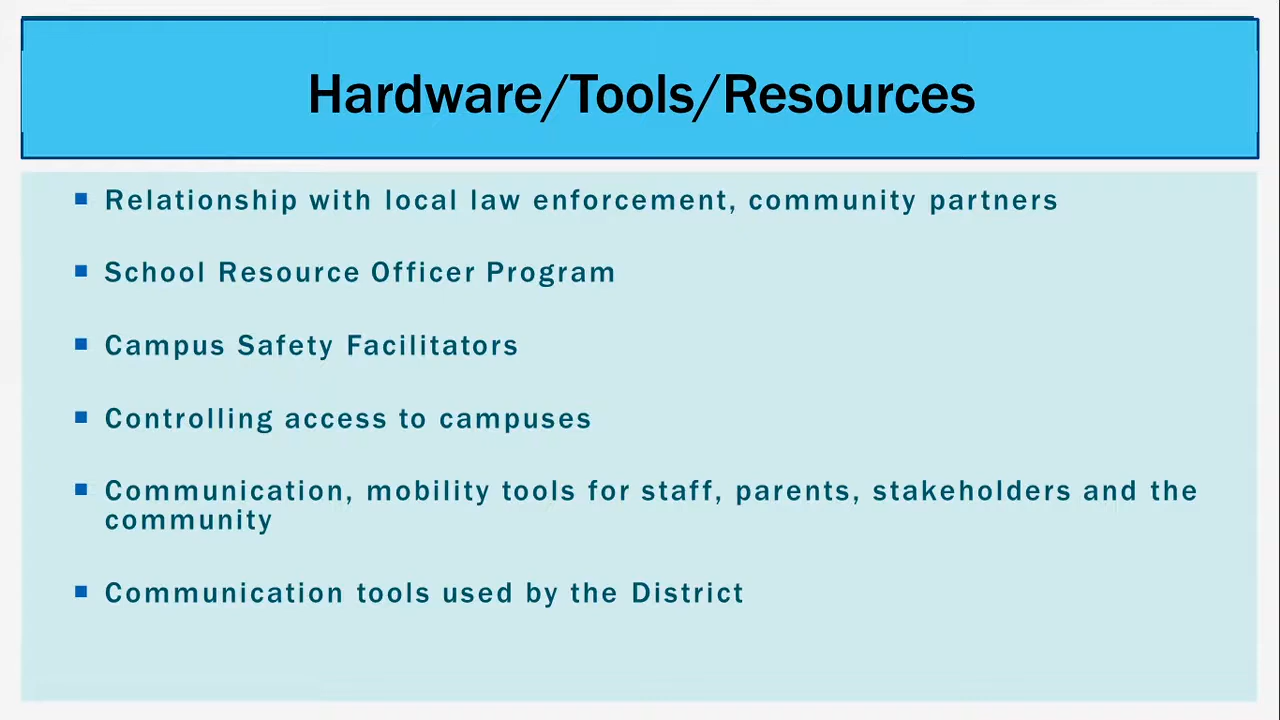 Hardware/Tools/Resources
Relationship with local law enforcement, community partners
School Resource Officer Program
Campus Safety Facilitators
Controlling access to campuses
Communication, mobility tools for staff, parents, stakeholders and the
community
Communication tools used by the District